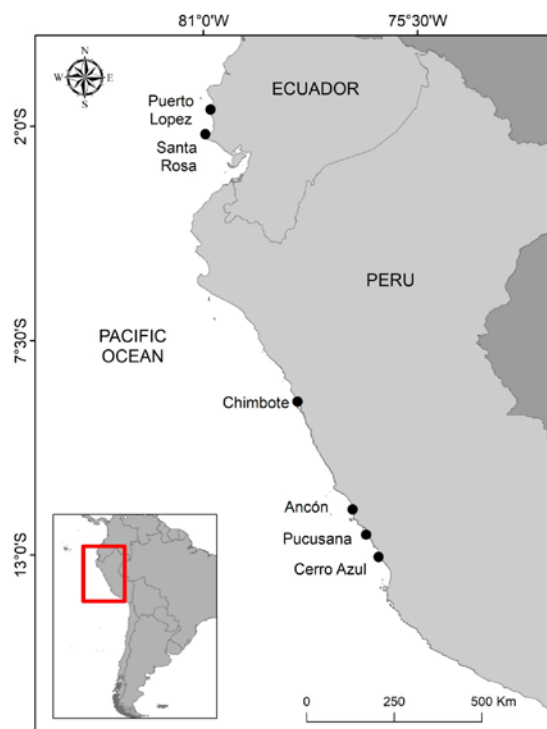 81°0'W
75°30'W
N
W
E
S
ECUADOR
Puerto
Lopez
2°0'S
Santa
Rosa
PERU
PACIFIC
OCEAN
7°30'S
Chimbote
Ancón
Pucusana
13°0'S
Cerro Azul
0
250
500 Km